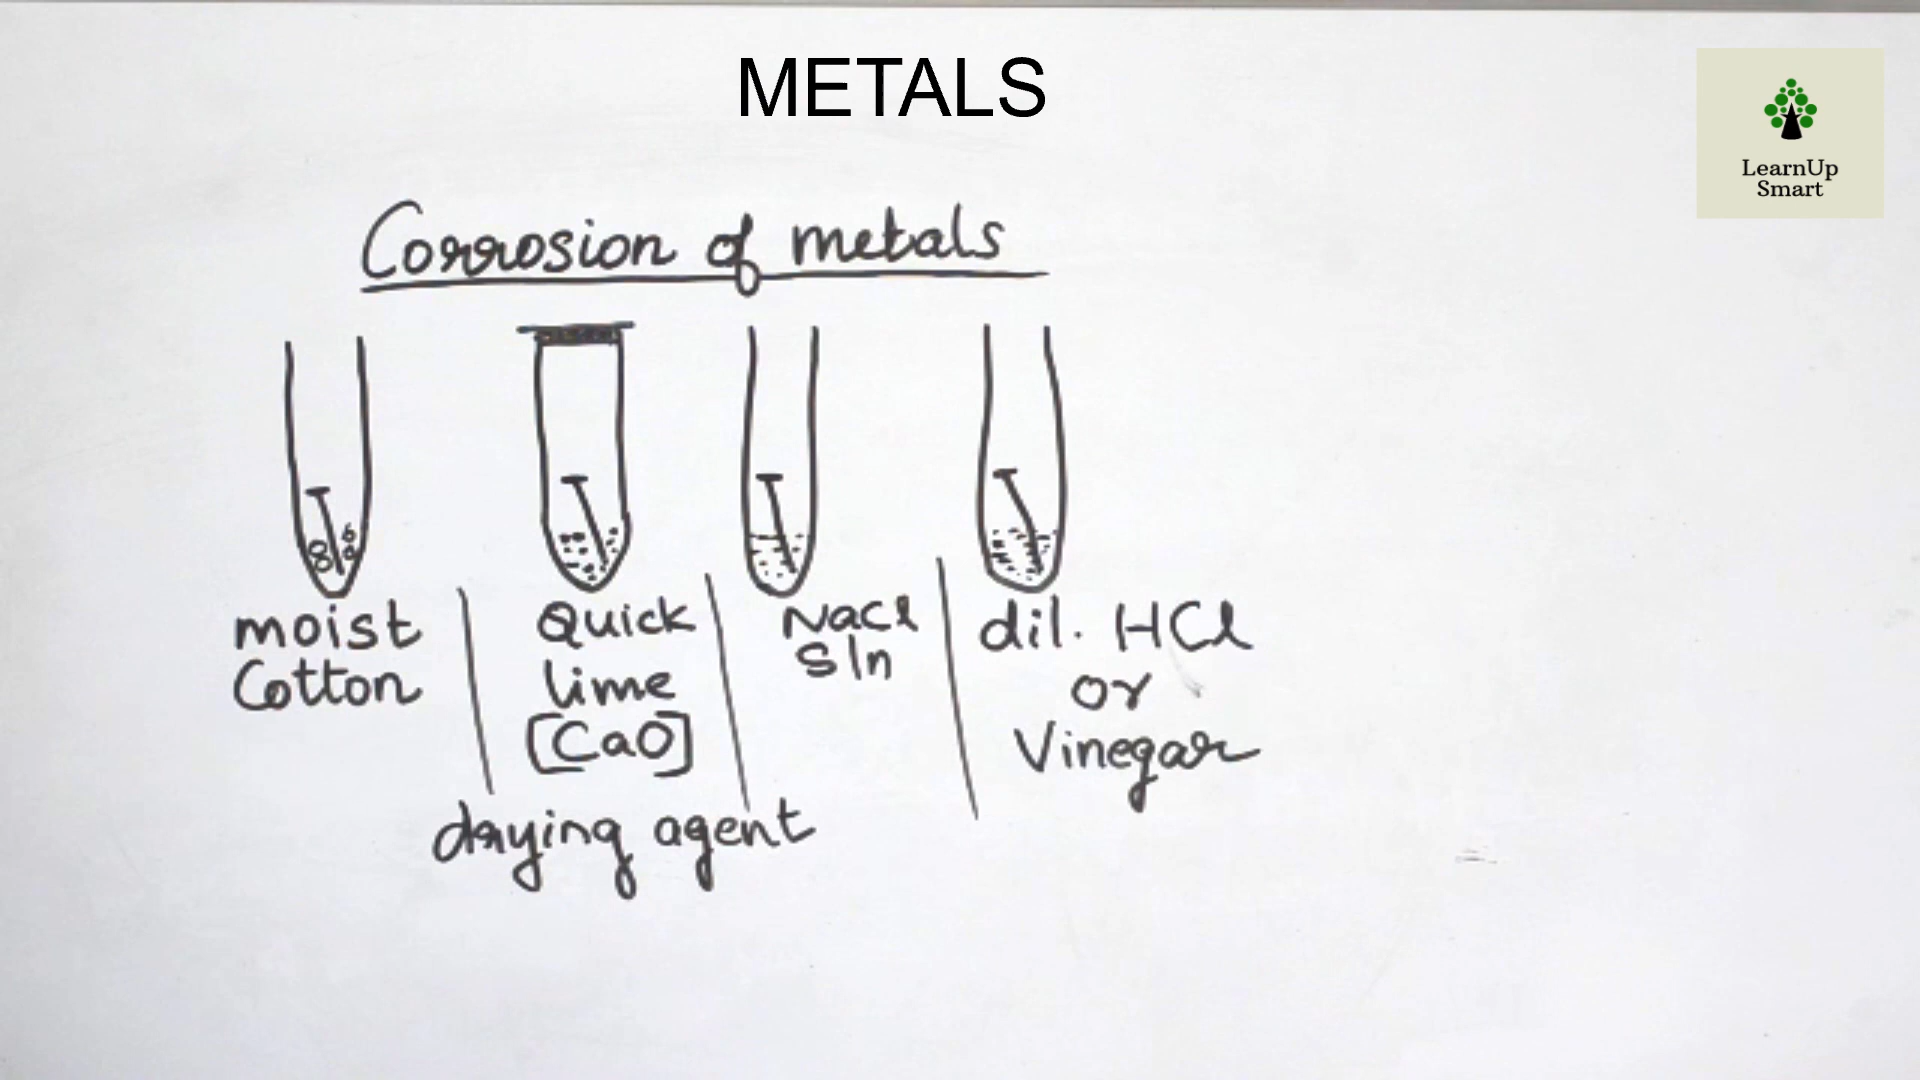 METALS
LearnUp
Smart
Corrosion of metals
moist
Cotton
Quick
lime
[CaO]
drying agent
NaCl
Sln
dil. HCl
or
Vinegar